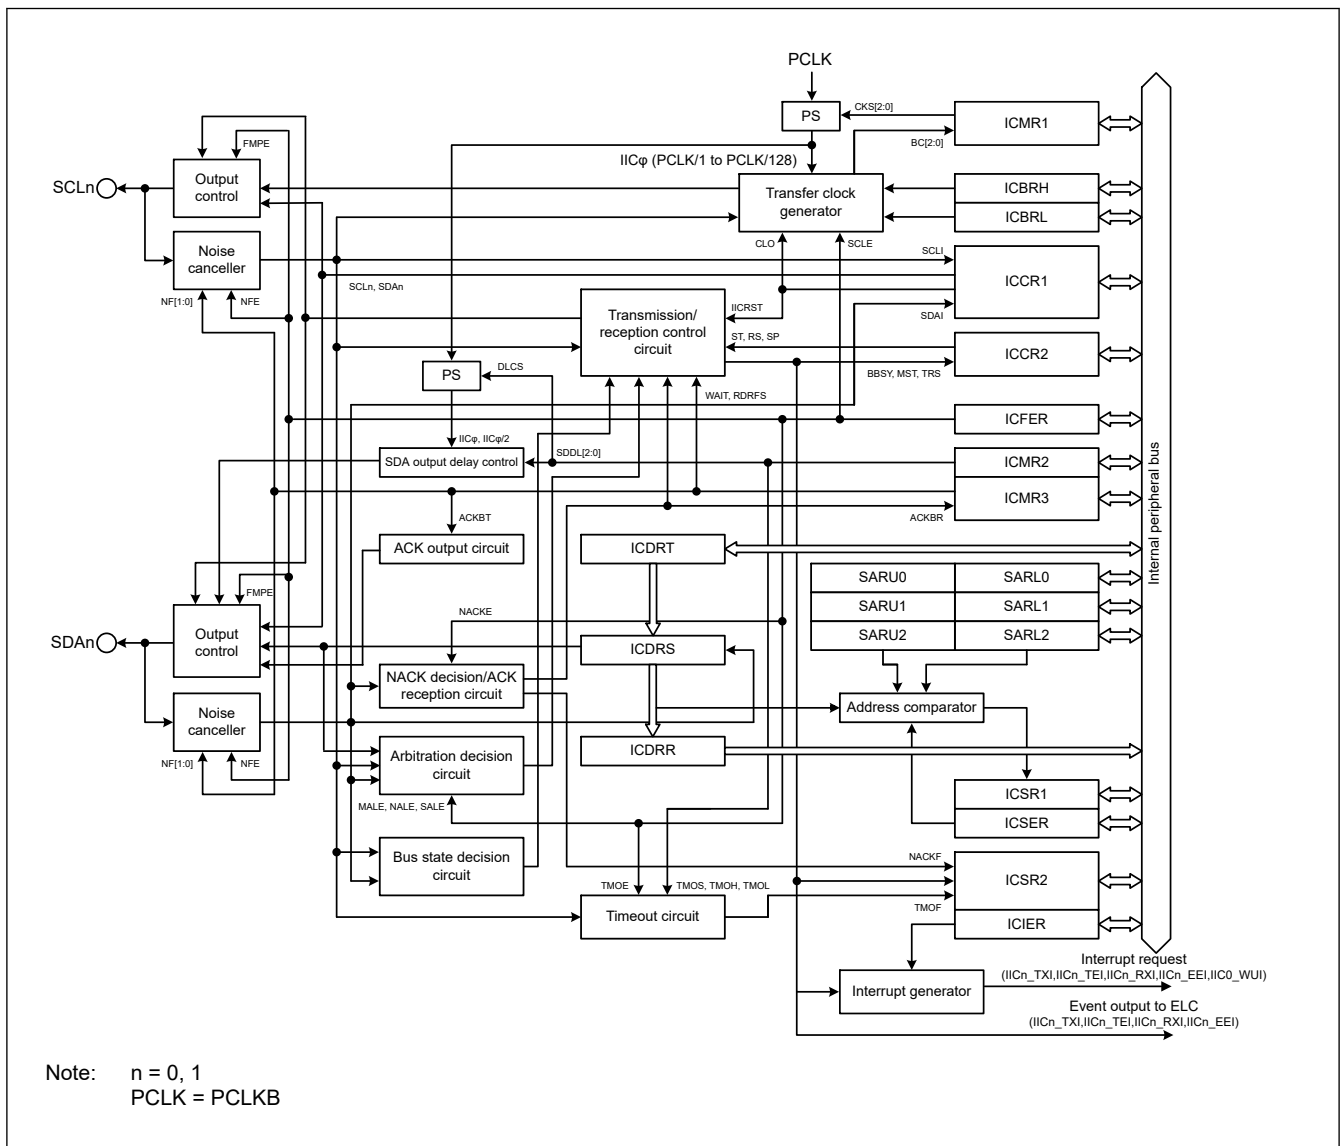 PCLK
PS
CKS[2:0]
ICMR1
BC[2:0]
FMPE
IICφ (PCLK/1 to PCLK/128)
SCLn
Output
control
Transfer clock
generator
ICBRH
ICBRL
Noise
canceller
CLO
SCLE
SCLI
ICCR1
NF[1:0]
NFE
SCLn, SDAn
Transmission/
reception control
circuit
IICRST
SDAI
ST, RS, SP
ICCR2
BBSY, MST, TRS
PS
DLCS
WAIT, RDRFS
ICFER
IICφ, IICφ/2
SDA output delay control
SDDL[2:0]
ICMR2
ICMR3
ACKBT
ACKBR
ACK output circuit
ICDRT
Internal peripheral bus
SARU0
SARL0
SARU1
SARL1
SARU2
SARL2
FMPE
NACKE
SDAn
Output
control
ICDRS
NACK decision/ACK
reception circuit
Address comparator
Noise
canceller
NF[1:0]
NFE
Arbitration decision
circuit
ICDRR
MALE, NALE, SALE
ICSR1
ICSER
Bus state decision
circuit
NACKF
ICSR2
TMOE
TMOS, TMOH, TMOL
Timeout circuit
TMOF
ICIER
Interrupt request
(IICn_TXI,IICn_TEI,IICn_RXI,IICn_EEI,IIC0_WUI)
Interrupt generator
Event output to ELC
(IICn_TXI,IICn_TEI,IICn_RXI,IICn_EEI)
Note: n = 0, 1
PCLK = PCLKB